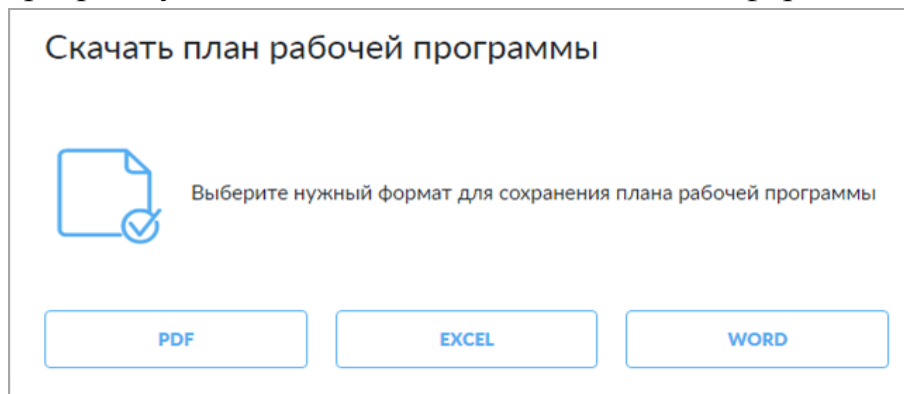 Скачать план рабочей программы
Выберите нужный формат для сохранения плана рабочей программы
PDF EXCEL WORD